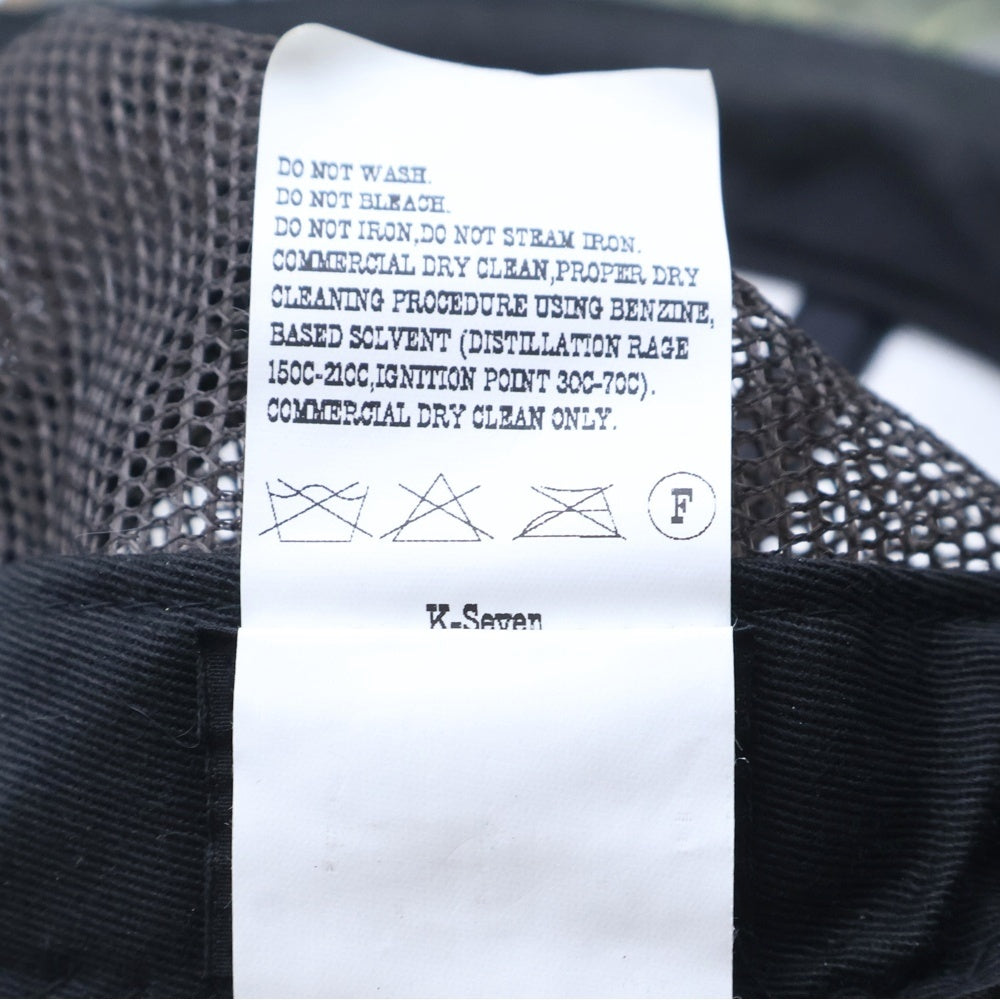 DO NOT WASH.
DO NOT BLEACH.
DO NOT IRON,DO NOT STEAM IRON.
COMMERCIAL DRY CLEAN,PROPER DRY
CLEANING PROCEDURE USING BENZINE,
BASED SOLVENT (DISTILLATION RAGE
150C-210C,IGNITION POINT 30C-70C).
COMMERCIAL DRY CLEAN ONLY.
F
K-Seven